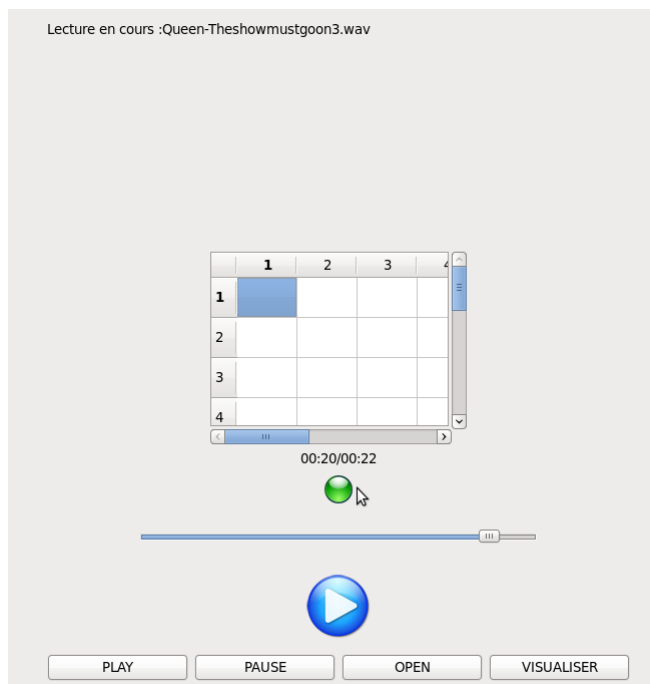 Lecture en cours :Queen-Theshowmustgoon3.wav
1 2 3
1
2
3
4
00:20/00:22
PLAY PAUSE OPEN VISUALISER